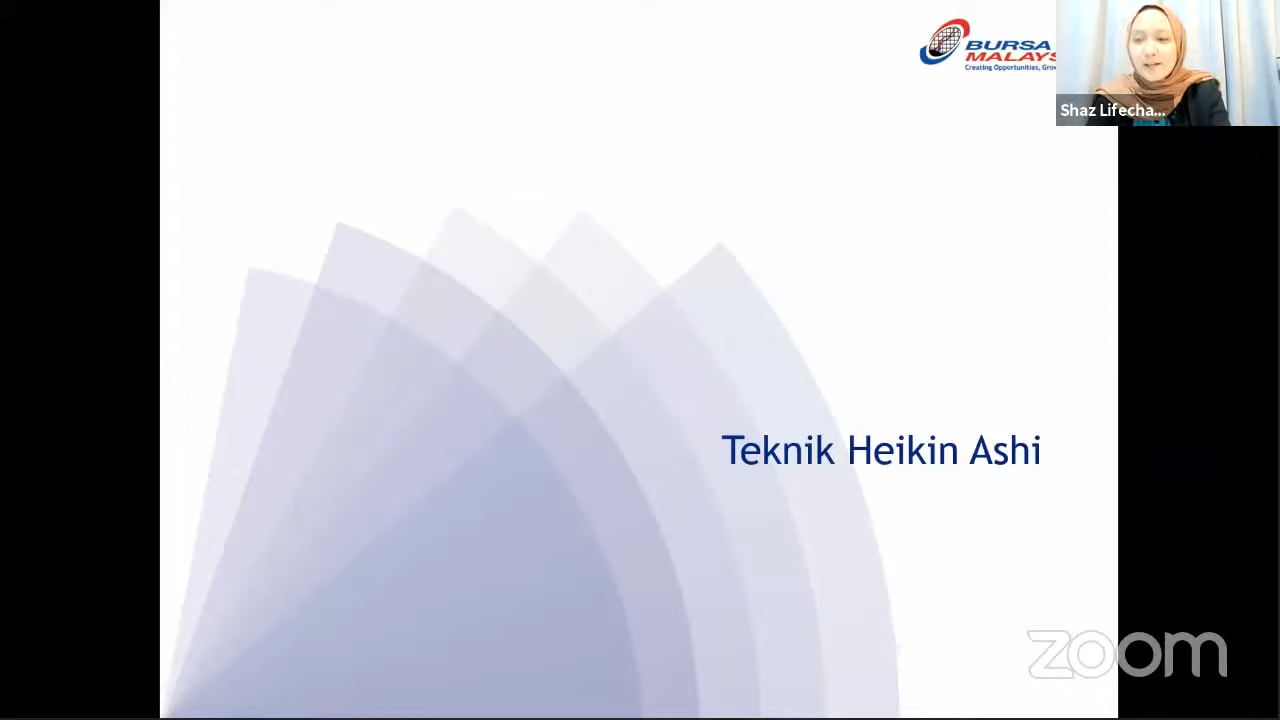 BURSA
MALAYS
Creating Opportunities, Grow
Shaz Lifecha...
Teknik Heikin Ashi
zoom